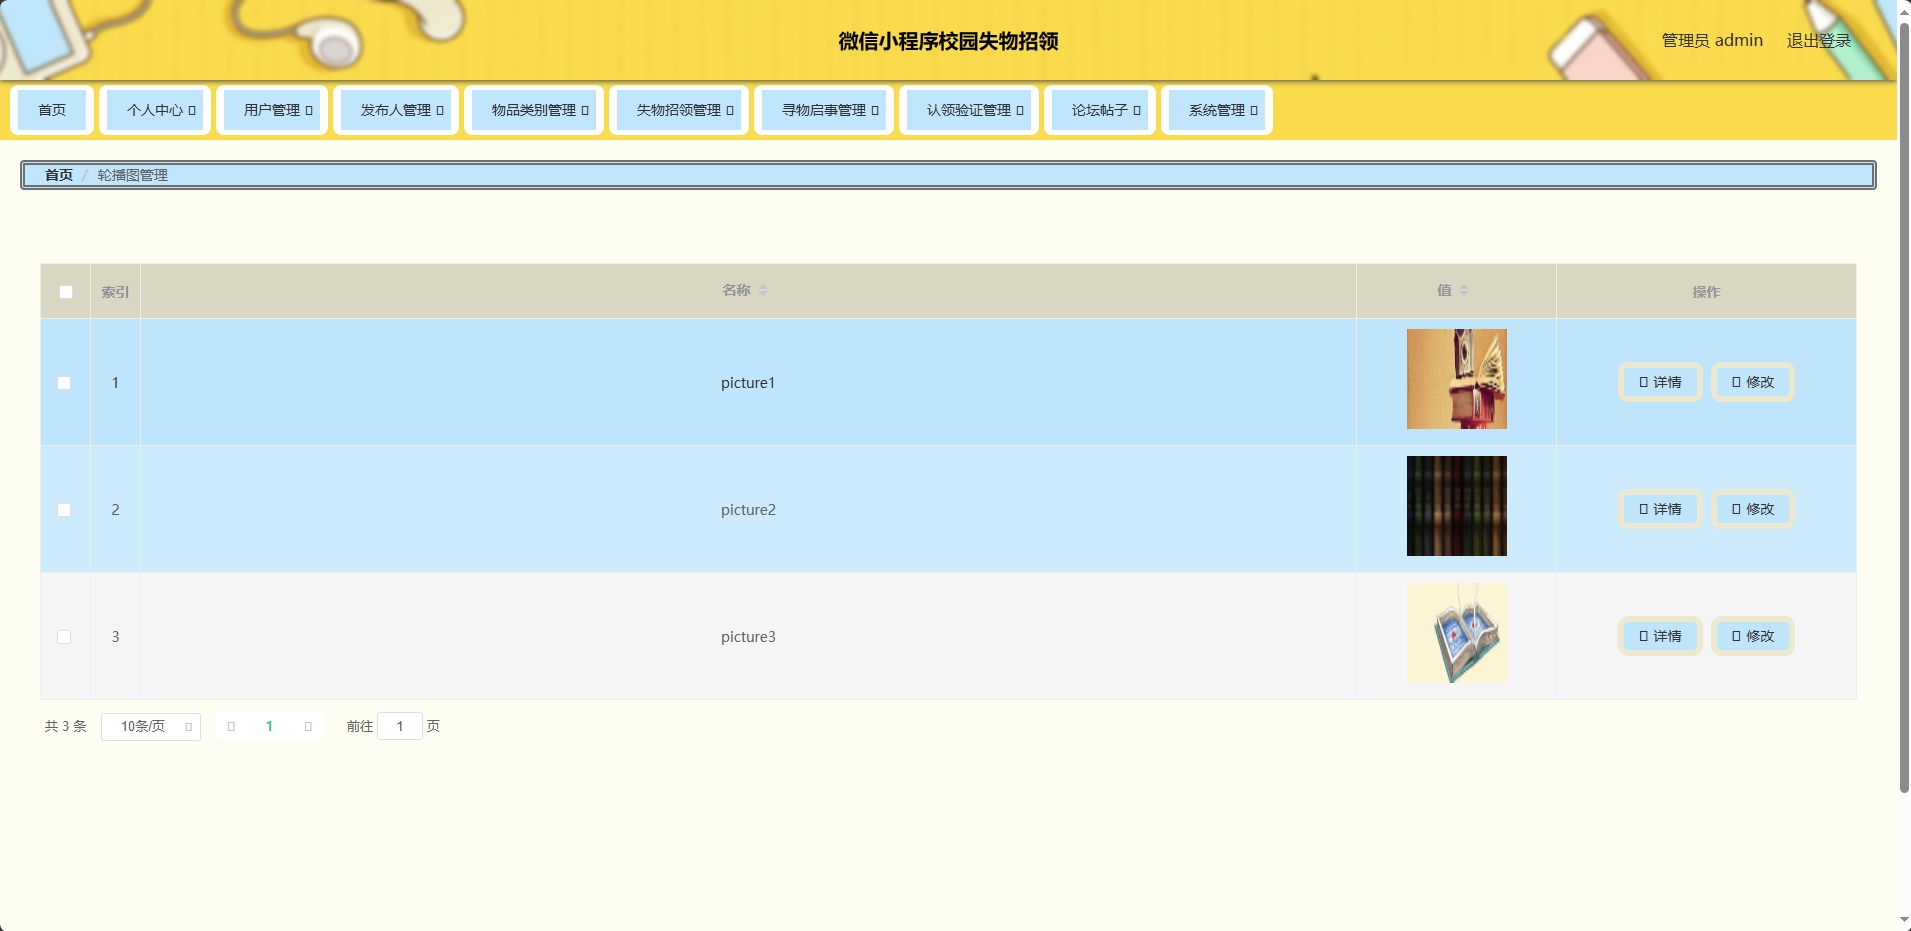 微信小程序校园失物招领
管理员 admin 退出登录
首页 个人中心 用户管理 发布人管理 物品类别管理 失物招领管理 寻物启事管理 认领验证管理 论坛帖子 系统管理
首页 / 轮播图管理
索引 名称 值 操作
1 picture1 详情 修改
2 picture2 详情 修改
3 picture3 详情 修改
共 3 条 10条/页 1 前往 1 页